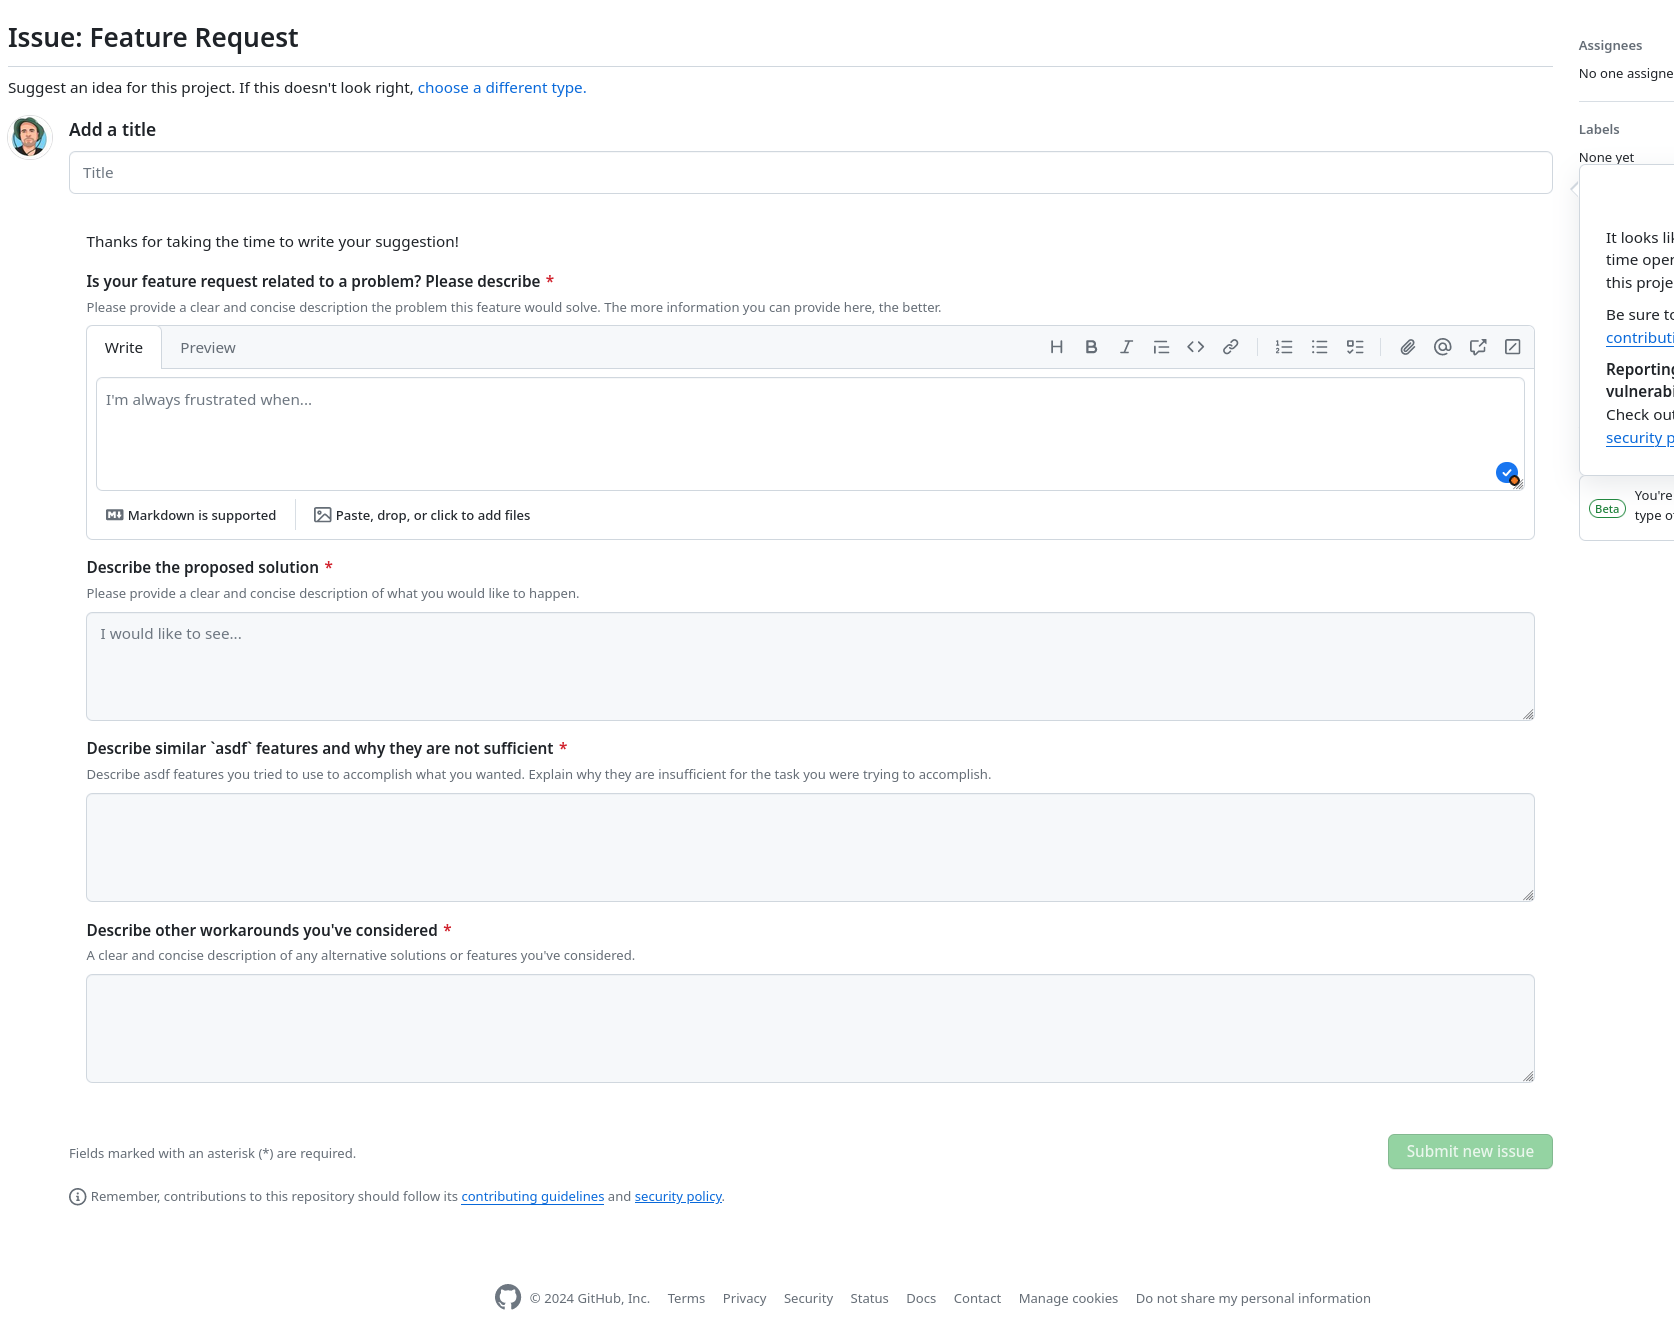 Issue: Feature Request
Suggest an idea for this project. If this doesn't look right, choose a different type.
Add a title
Title
Thanks for taking the time to write your suggestion!
Is your feature request related to a problem? Please describe *
Please provide a clear and concise description the problem this feature would solve. The more information you can provide here, the better.
Write Preview
I'm always frustrated when...
Markdown is supported Paste, drop, or click to add files
Describe the proposed solution *
Please provide a clear and concise description of what you would like to happen.
I would like to see...
Describe similar `asdf` features and why they are not sufficient *
Describe asdf features you tried to use to accomplish what you wanted. Explain why they are insufficient for the task you were trying to accomplish.
Describe other workarounds you've considered *
A clear and concise description of any alternative solutions or features you've considered.
Fields marked with an asterisk (*) are required.
Submit new issue
Remember, contributions to this repository should follow its contributing guidelines and security policy.
Assignees
No one assigne
Labels
None yet
It looks lik
time oper
this proje
Be sure to
contributi
Reporting
vulnerabi
Check out
security p
Beta
You're
type o
© 2024 GitHub, Inc. Terms Privacy Security Status Docs Contact Manage cookies Do not share my personal information